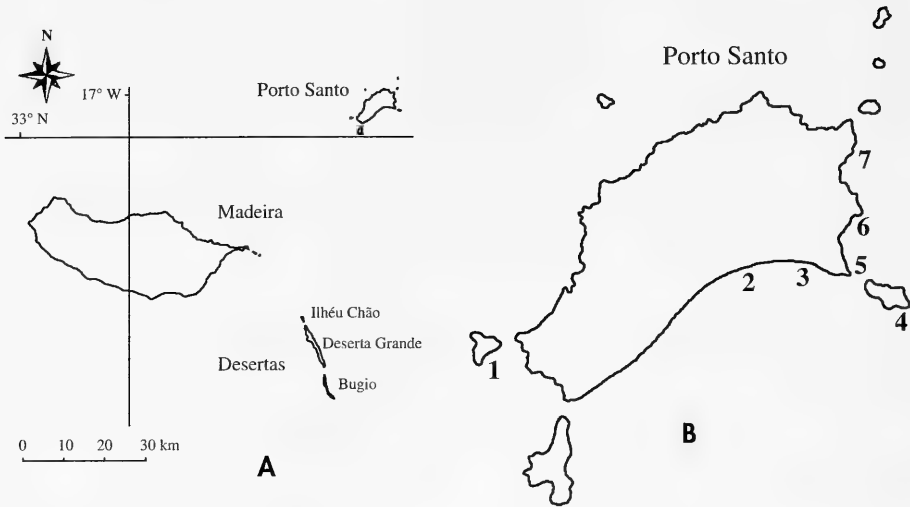 N
17° W
Porto Santo
33° N
Madeira
Ilhéu Chão
Deserta Grande
Desertas
Bugio
0 10 20 30 km
A
Porto Santo
7
6
5
2 3
4
1
B